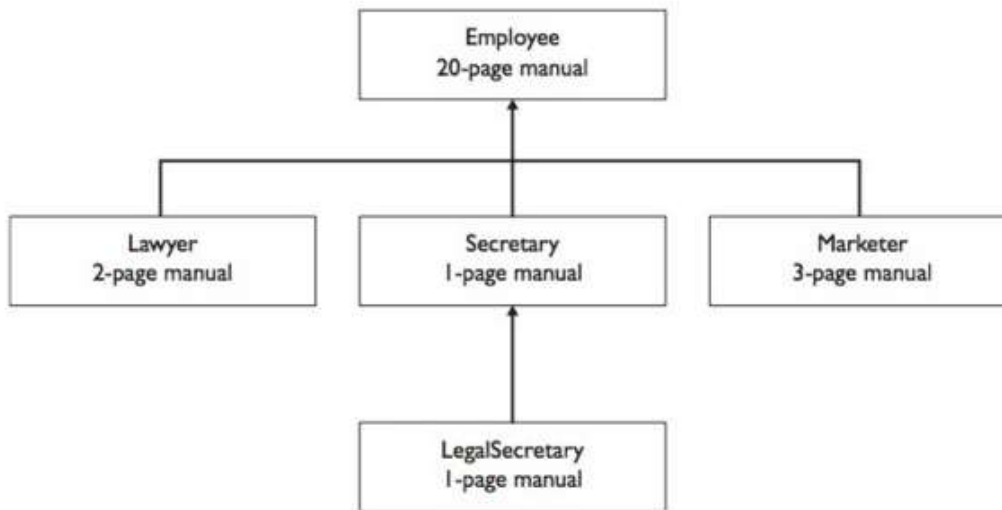 Employee
20-page manual
Lawyer
2-page manual
Secretary
1-page manual
Marketer
3-page manual
LegalSecretary
1-page manual